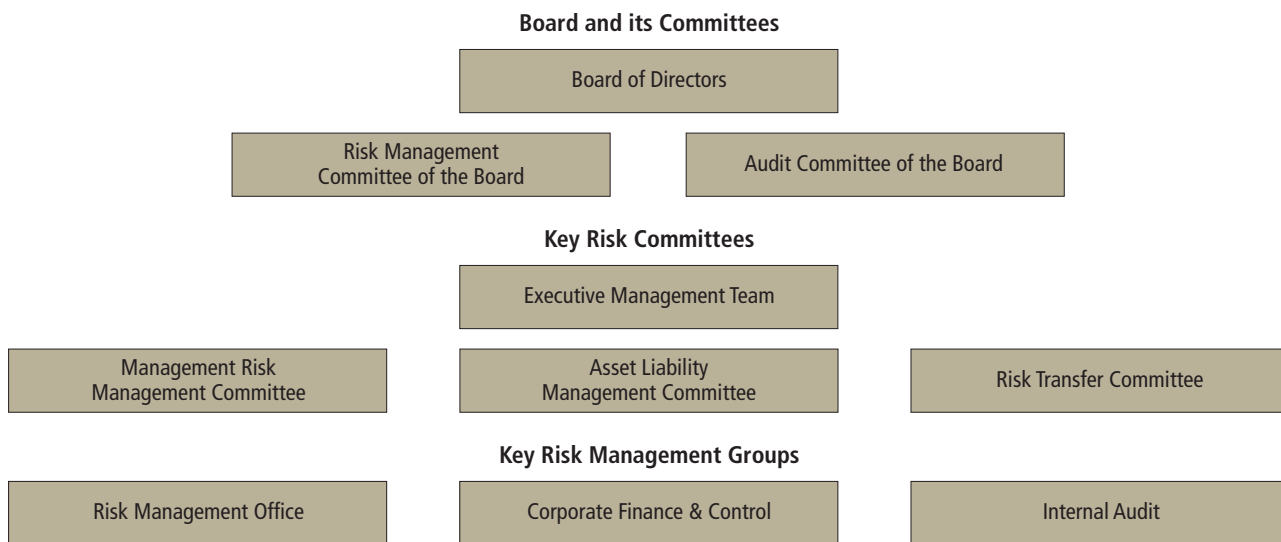 Board and its Committees
Board of Directors
Risk Management
Committee of the Board
Audit Committee of the Board
Key Risk Committees
Executive Management Team
Management Risk
Management Committee
Asset Liability
Management Committee
Risk Transfer Committee
Key Risk Management Groups
Risk Management Office
Corporate Finance & Control
Internal Audit